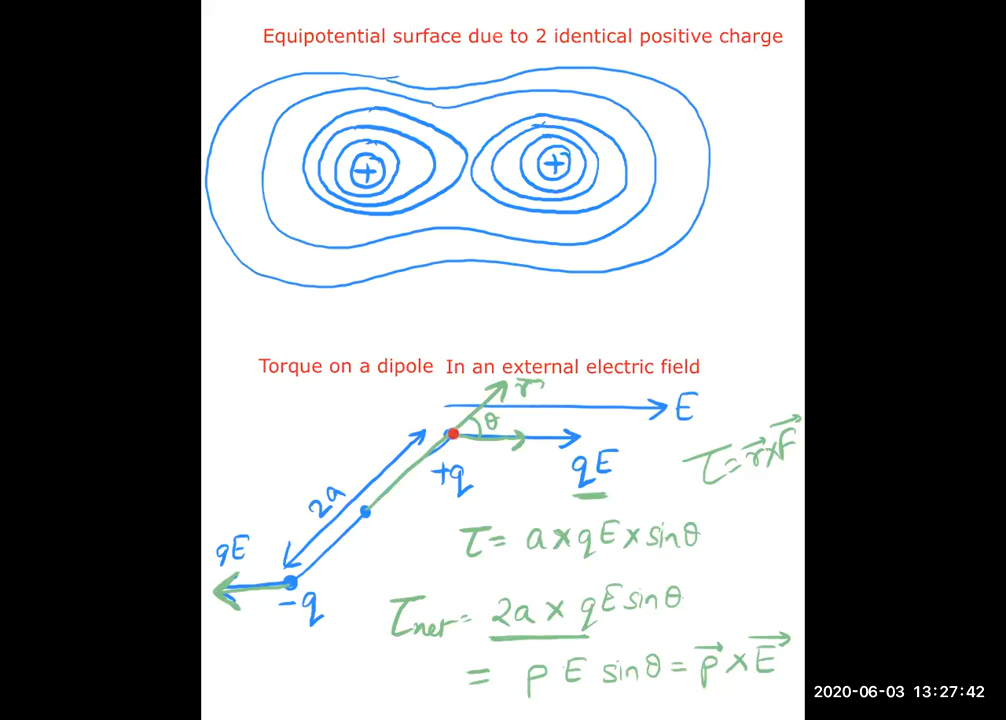 Equipotential surface due to 2 identical positive charge
+ +
Torque on a dipole In an external electric field
r⃗
E
θ
+q
qE
τ = r⃗ × F⃗
2a
qE
-q
τ = a × qE × sinθ
τnet = 2a × qE sinθ
= p E sinθ = p⃗ × E⃗
2020-06-03 13:27:42